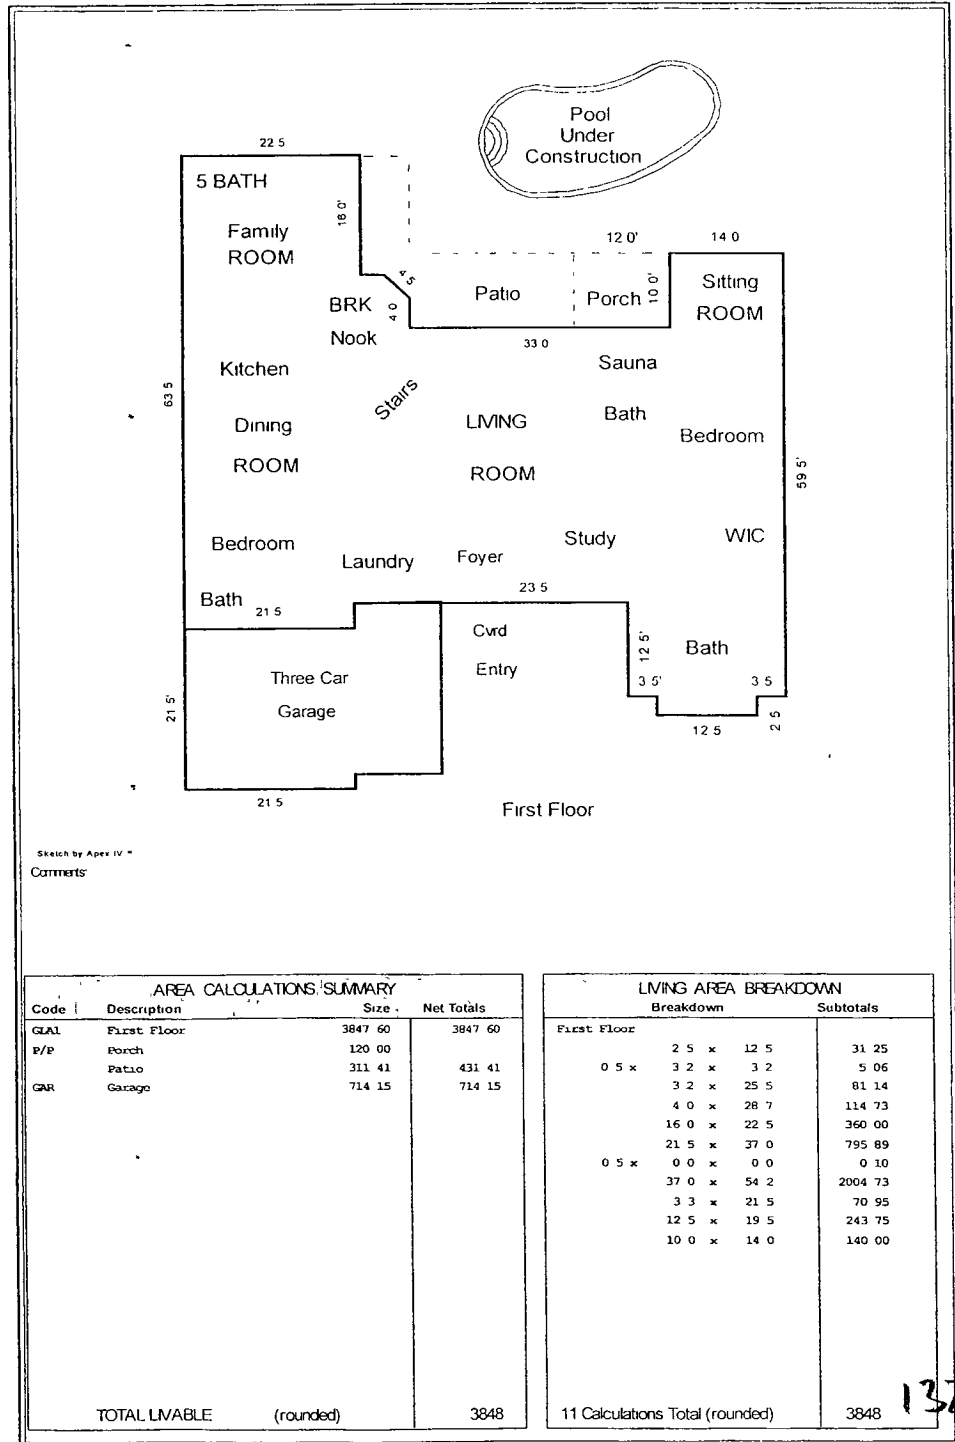 Pool
Under
Construction
22 5
5 BATH
Family
ROOM
16 0'
12 0'
14 0
4 5
BRK
4 0
Nook
Patio
Porch
10 0'
Sitting
ROOM
33 0
Sauna
Kitchen
Stairs
63 5
Dining
ROOM
LIVING
ROOM
Bath
Bedroom
59 5'
Bedroom
Laundry
Foyer
Study
WIC
Bath
21 5
23 5
Cvrd
Entry
12 5'
Bath
Three Car
Garage
21 5'
3 5'
3 5
12 5
2 5
21 5
First Floor
Sketch by Apex IV
Comments
AREA CALCULATIONS SUMMARY
Code Description Size Net Totals
GLA1 First Floor 3847 60 3847 60
P/P Porch 120 00
Patio 311 41 431 41
GAR Garage 714 15 714 15
TOTAL LIVABLE (rounded) 3848
LIVING AREA BREAKDOWN
Breakdown Subtotals
First Floor
2 5 x 12 5 31 25
0 5 x 3 2 x 3 2 5 06
3 2 x 25 5 81 14
4 0 x 28 7 114 73
16 0 x 22 5 360 00
21 5 x 37 0 795 89
0 5 x 0 0 x 0 0 0 10
37 0 x 54 2 2004 73
3 3 x 21 5 70 95
12 5 x 19 5 243 75
10 0 x 14 0 140 00
11 Calculations Total (rounded) 3848